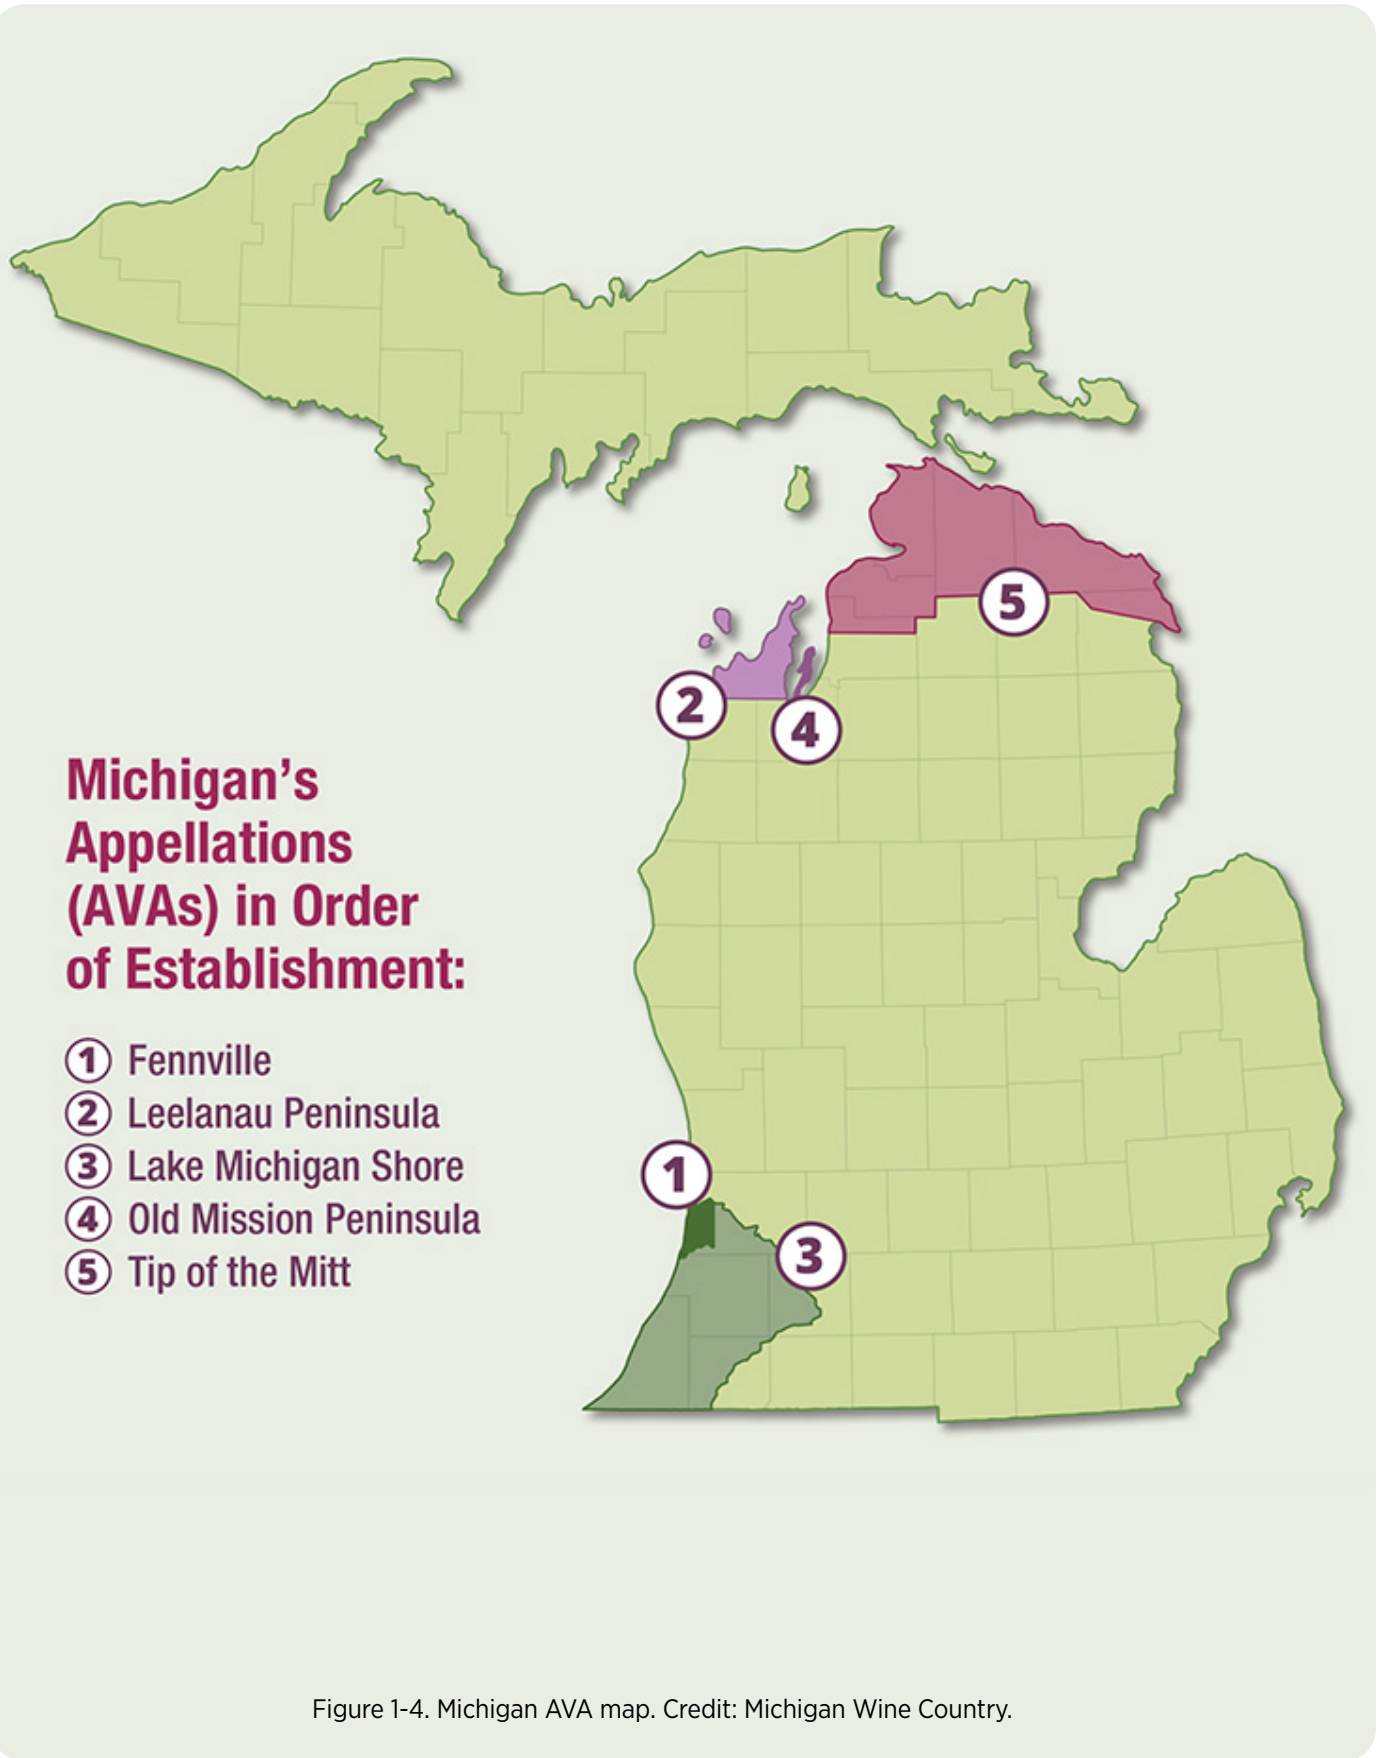 5
2
4
Michigan’s
Appellations
(AVAs) in Order
of Establishment:
1 Fennville
2 Leelanau Peninsula
3 Lake Michigan Shore
4 Old Mission Peninsula
5 Tip of the Mitt
1
3
Figure 1-4. Michigan AVA map. Credit: Michigan Wine Country.